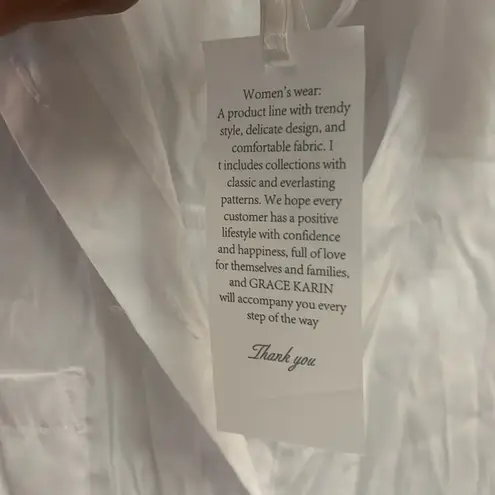 Women's wear:
A product line with trendy
style, delicate design, and
comfortable fabric. I
t includes collections with
classic and everlasting
patterns. We hope every
customer has a positive
lifestyle with confidence
and happiness, full of love
for themselves and families,
and GRACE KARIN
will accompany you every
step of the way
Thank you